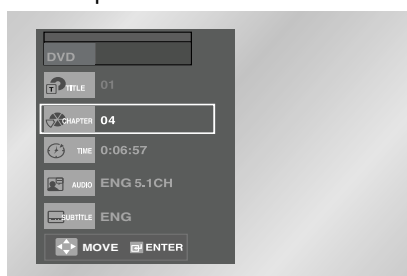 DVD
T TITLE 01
CHAPTER 04
TIME 0:06:57
AUDIO ENG 5.1CH
SUBTITLE ENG
MOVE ENTER